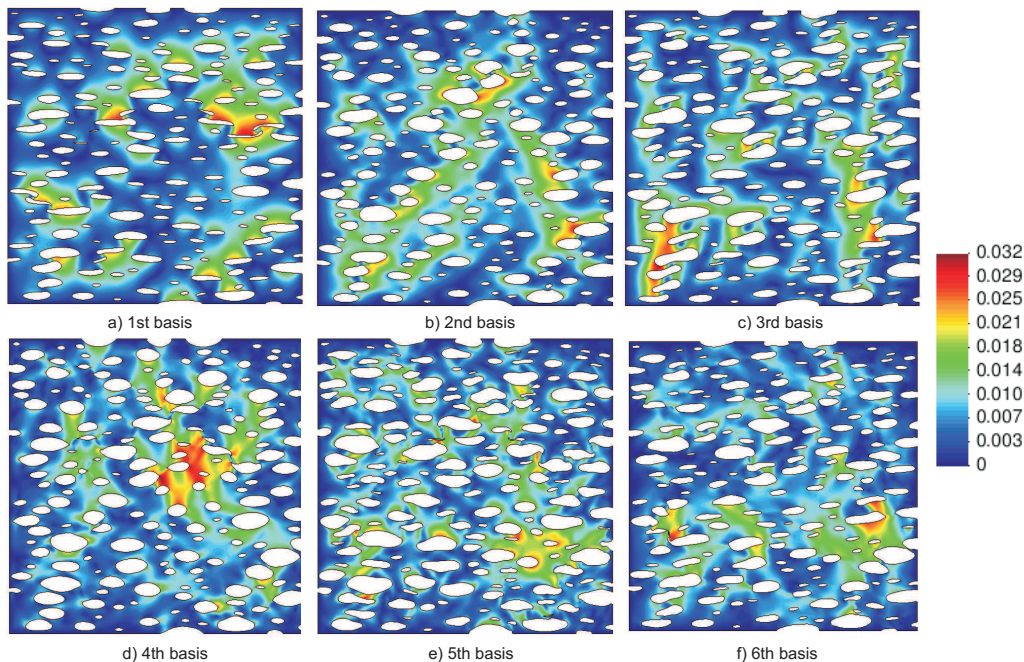 a) 1st basis
b) 2nd basis
c) 3rd basis
0.032
0.029
0.025
0.021
0.018
0.014
0.010
0.007
0.003
0
d) 4th basis
e) 5th basis
f) 6th basis